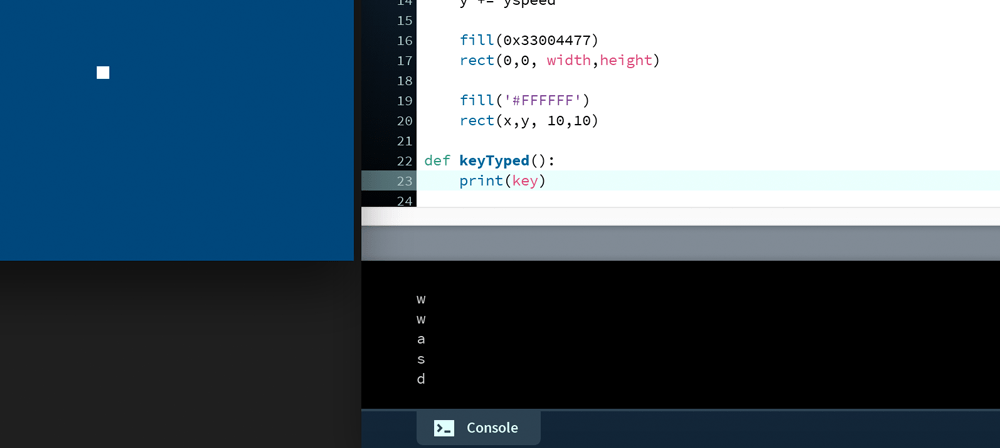 14 y += yspeed
15
16 fill(0x33004477)
17 rect(0,0, width,height)
18
19 fill('#FFFFFF')
20 rect(x,y, 10,10)
21
22 def keyTyped():
23 print(key)
24
w
w
a
s
d
Console